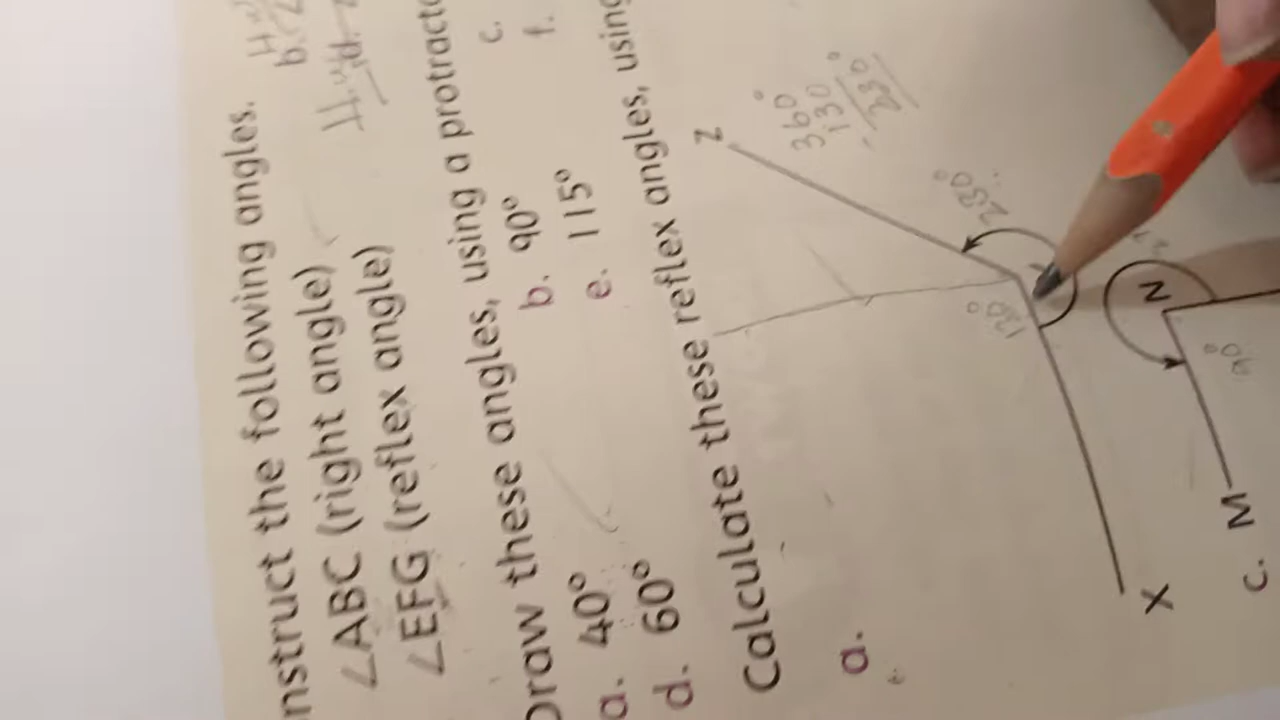 nstruct the following angles.
∠ABC (right angle)
b.
∠EFG (reflex angle)
d.
Draw these angles, using a protracto
a. 40°
b. 90°
c.
d. 60°
e. 115°
f.
Calculate these reflex angles, using
a.
Z
X
130°
230°
360°
- 130
230°
c. M
N
90°